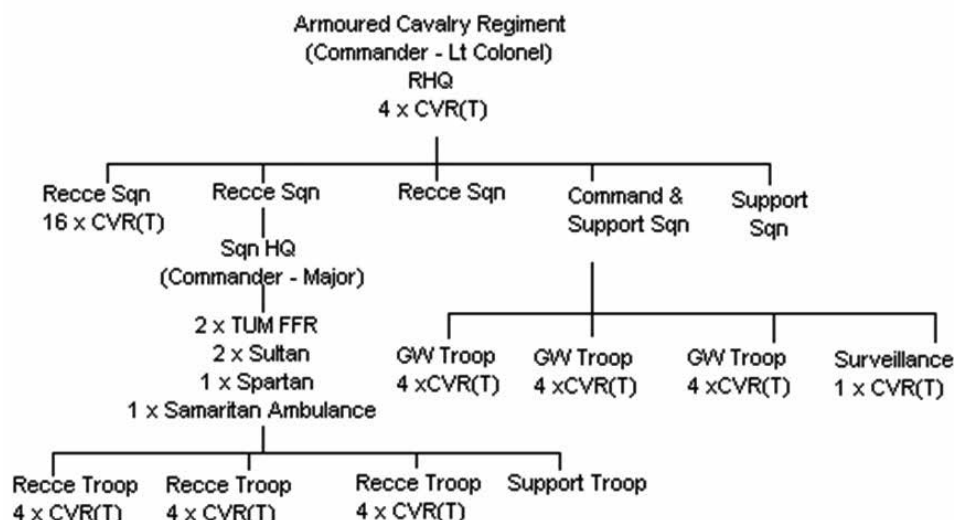 Armoured Cavalry Regiment
(Commander - Lt Colonel)
RHQ
4 x CVR(T)
Recce Sqn
16 x CVR(T)
Recce Sqn
Recce Sqn
Command &
Support Sqn
Support
Sqn
Sqn HQ
(Commander - Major)
2 x TUM FFR
2 x Sultan
1 x Spartan
1 x Samaritan Ambulance
GW Troop
4 xCVR(T)
GW Troop
4 xCVR(T)
GW Troop
4 xCVR(T)
Surveillance
1 x CVR(T)
Recce Troop
4 x CVR(T)
Recce Troop
4 x CVR(T)
Recce Troop
4 x CVR(T)
Support Troop